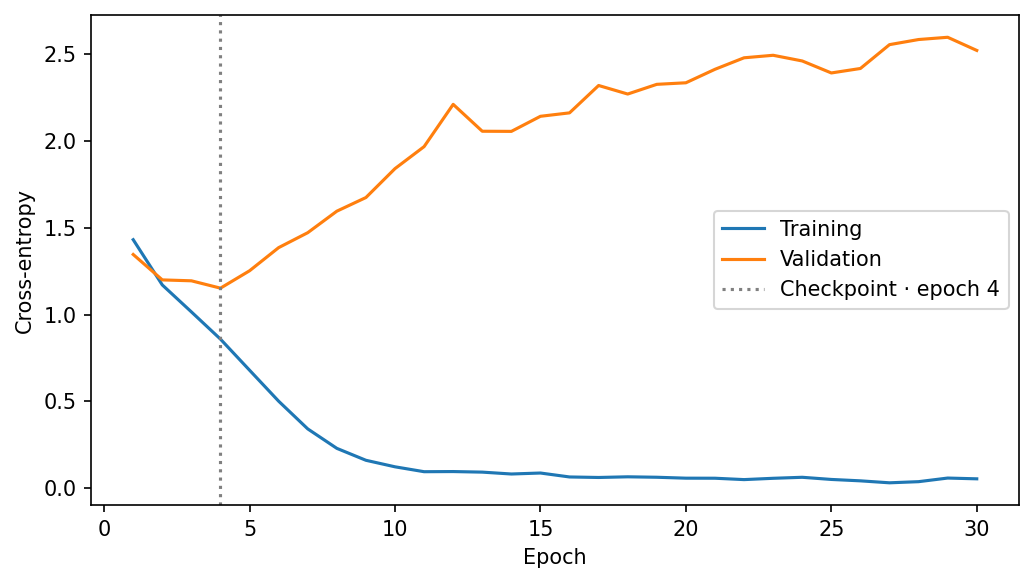 2.5
2.0
1.5
1.0
0.5
0.0
Cross-entropy
Training
Validation
Checkpoint · epoch 4
0 5 10 15 20 25 30
Epoch